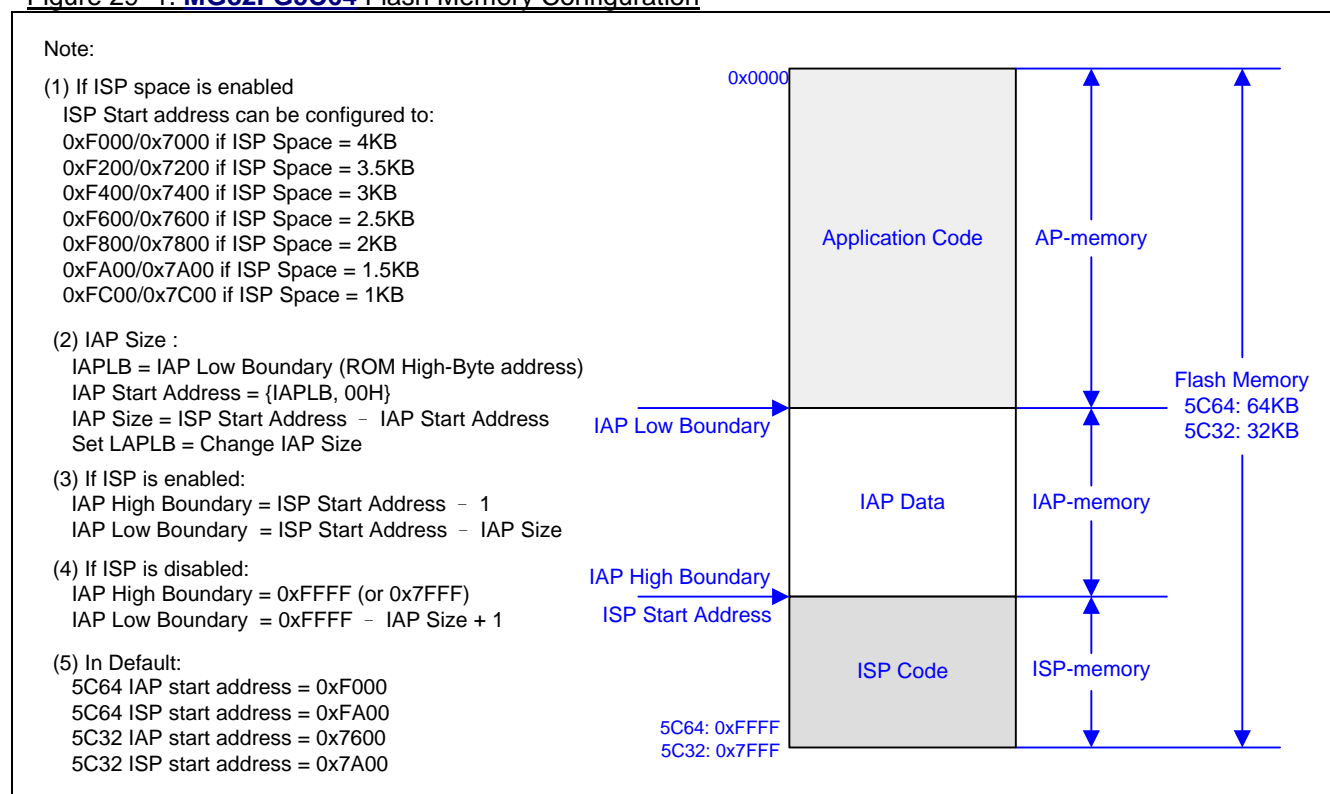 Figure 29–1. MG82FG5C64 Flash Memory Configuration
Note:
(1) If ISP space is enabled
ISP Start address can be configured to:
0xF000/0x7000 if ISP Space = 4KB
0xF200/0x7200 if ISP Space = 3.5KB
0xF400/0x7400 if ISP Space = 3KB
0xF600/0x7600 if ISP Space = 2.5KB
0xF800/0x7800 if ISP Space = 2KB
0xFA00/0x7A00 if ISP Space = 1.5KB
0xFC00/0x7C00 if ISP Space = 1KB
(2) IAP Size :
IAPLB = IAP Low Boundary (ROM High-Byte address)
IAP Start Address = {IAPLB, 00H}
IAP Size = ISP Start Address – IAP Start Address
Set LAPLB = Change IAP Size
(3) If ISP is enabled:
IAP High Boundary = ISP Start Address – 1
IAP Low Boundary = ISP Start Address – IAP Size
(4) If ISP is disabled:
IAP High Boundary = 0xFFFF (or 0x7FFF)
IAP Low Boundary = 0xFFFF – IAP Size + 1
(5) In Default:
5C64 IAP start address = 0xF000
5C64 ISP start address = 0xFA00
5C32 IAP start address = 0x7600
5C32 ISP start address = 0x7A00
0x0000
Application Code
AP-memory
Flash Memory
5C64: 64KB
5C32: 32KB
IAP Low Boundary
IAP Data
IAP-memory
IAP High Boundary
ISP Start Address
ISP Code
ISP-memory
5C64: 0xFFFF
5C32: 0x7FFF